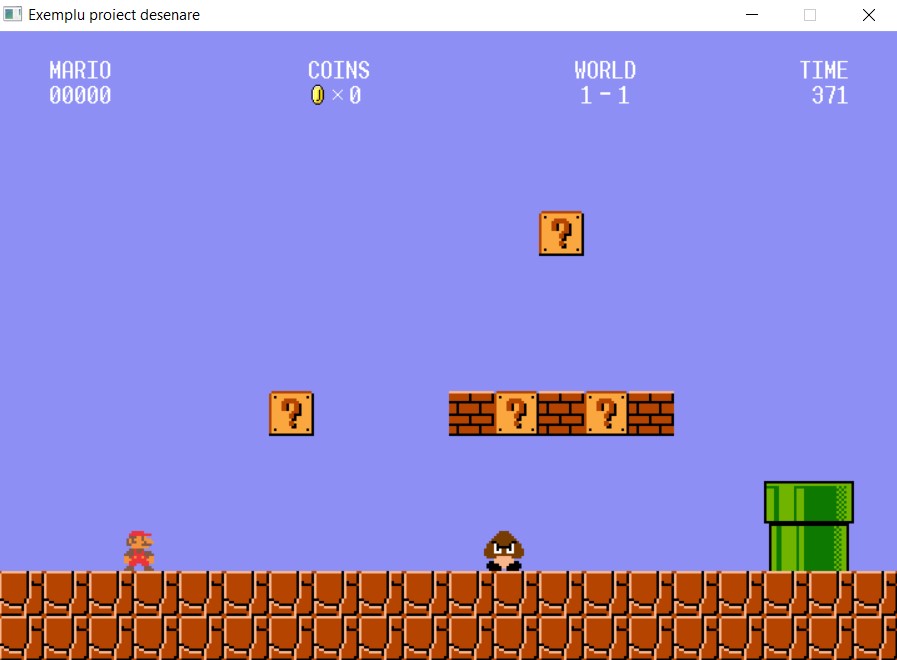 Exemplu proiect desenare
MARIO COINS WORLD TIME
00000 × 0 1 - 1 371
?
? ? ?